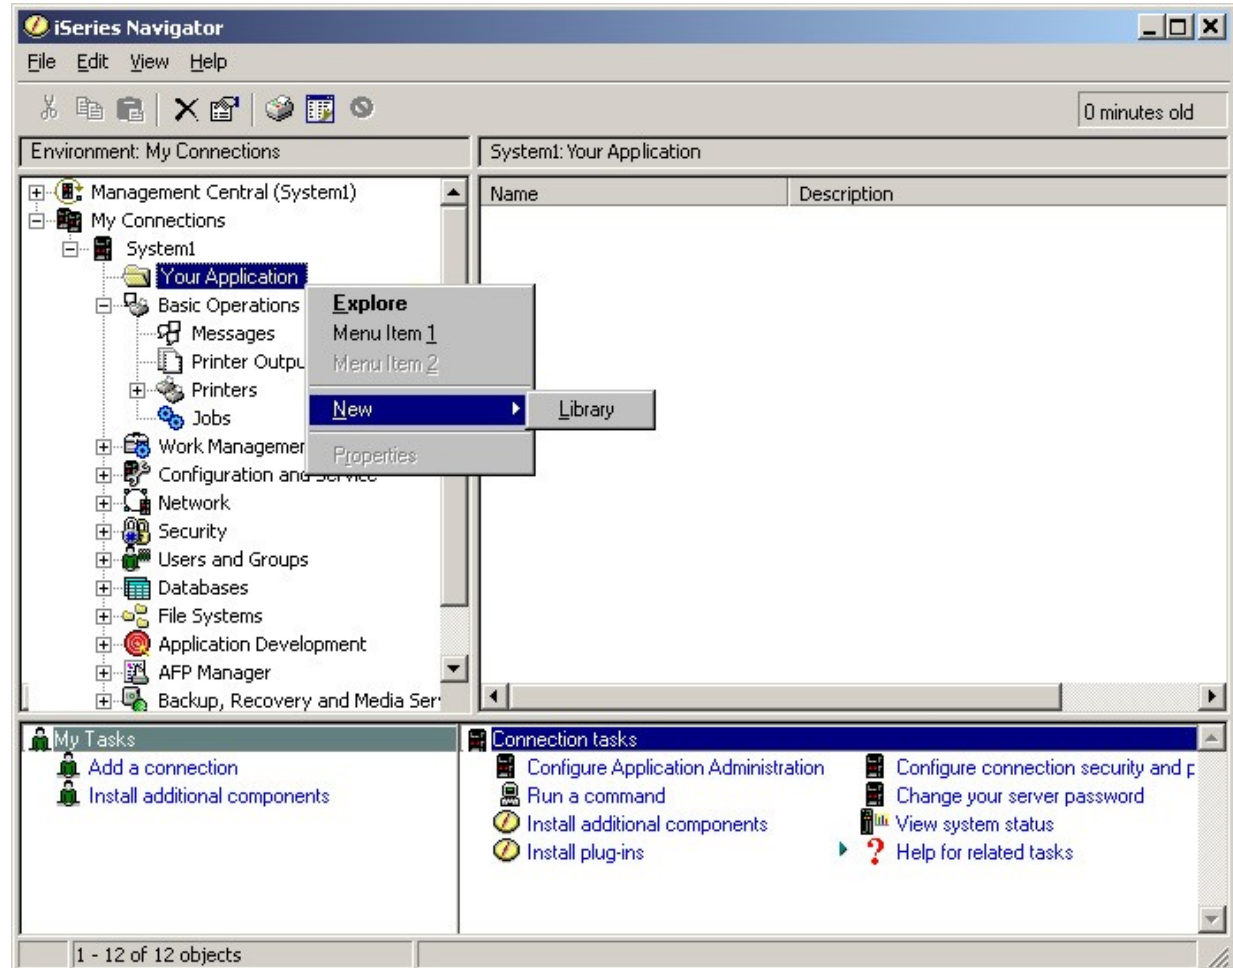 iSeries Navigator
File Edit View Help
0 minutes old
Environment: My Connections
System1: Your Application
Management Central (System1)
My Connections
System1
Your Application
Basic Operations
Messages
Printer Outpu
Printers
Jobs
Work Managemen
Configuration and Service
Network
Security
Users and Groups
Databases
File Systems
Application Development
AFP Manager
Backup, Recovery and Media Ser
Explore
Menu Item 1
Menu Item 2
New
Library
Properties
Name Description
My Tasks
Add a connection
Install additional components
Connection tasks
Configure Application Administration
Run a command
Install additional components
Install plug-ins
Configure connection security and p
Change your server password
View system status
Help for related tasks
1 - 12 of 12 objects